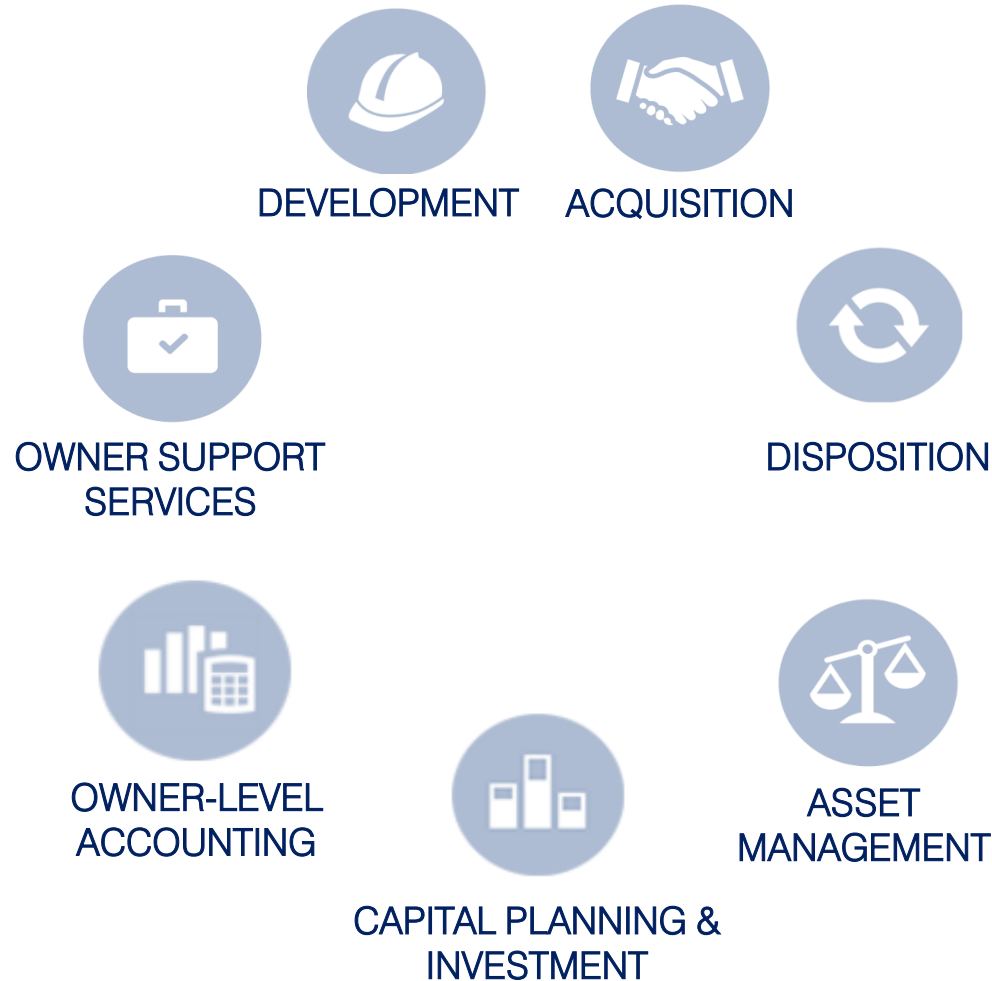 DEVELOPMENT
ACQUISITION
OWNER SUPPORT
SERVICES
DISPOSITION
OWNER-LEVEL
ACCOUNTING
ASSET
MANAGEMENT
CAPITAL PLANNING &
INVESTMENT